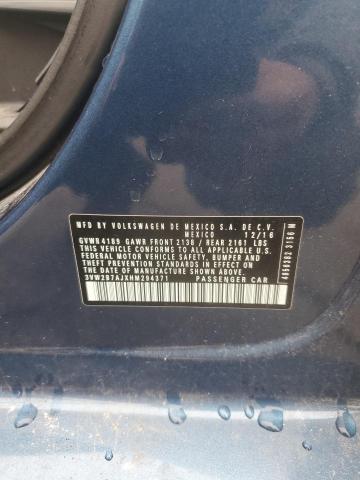 MFD BY VOLKSWAGEN DE MEXICO S.A. DE C.V.
MEXICO 12/16
GVWR 4189 GAWR FRONT 2138 / REAR 2161 LBS
THIS VEHICLE CONFORMS TO ALL APPLICABLE U.S.
FEDERAL MOTOR VEHICLE SAFETY, BUMPER AND
THEFT PREVENTION STANDARDS IN EFFECT ON
THE DATE OF MANUFACTURE SHOWN ABOVE.
3VW2B7AJXHM294371 PASSENGER CAR